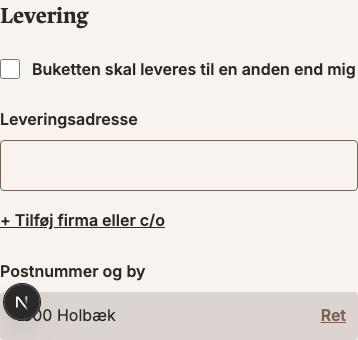 Levering
Buketten skal leveres til en anden end mig
Leveringsadresse
+ Tilføj firma eller c/o
Postnummer og by
N
Holbæk
Ret